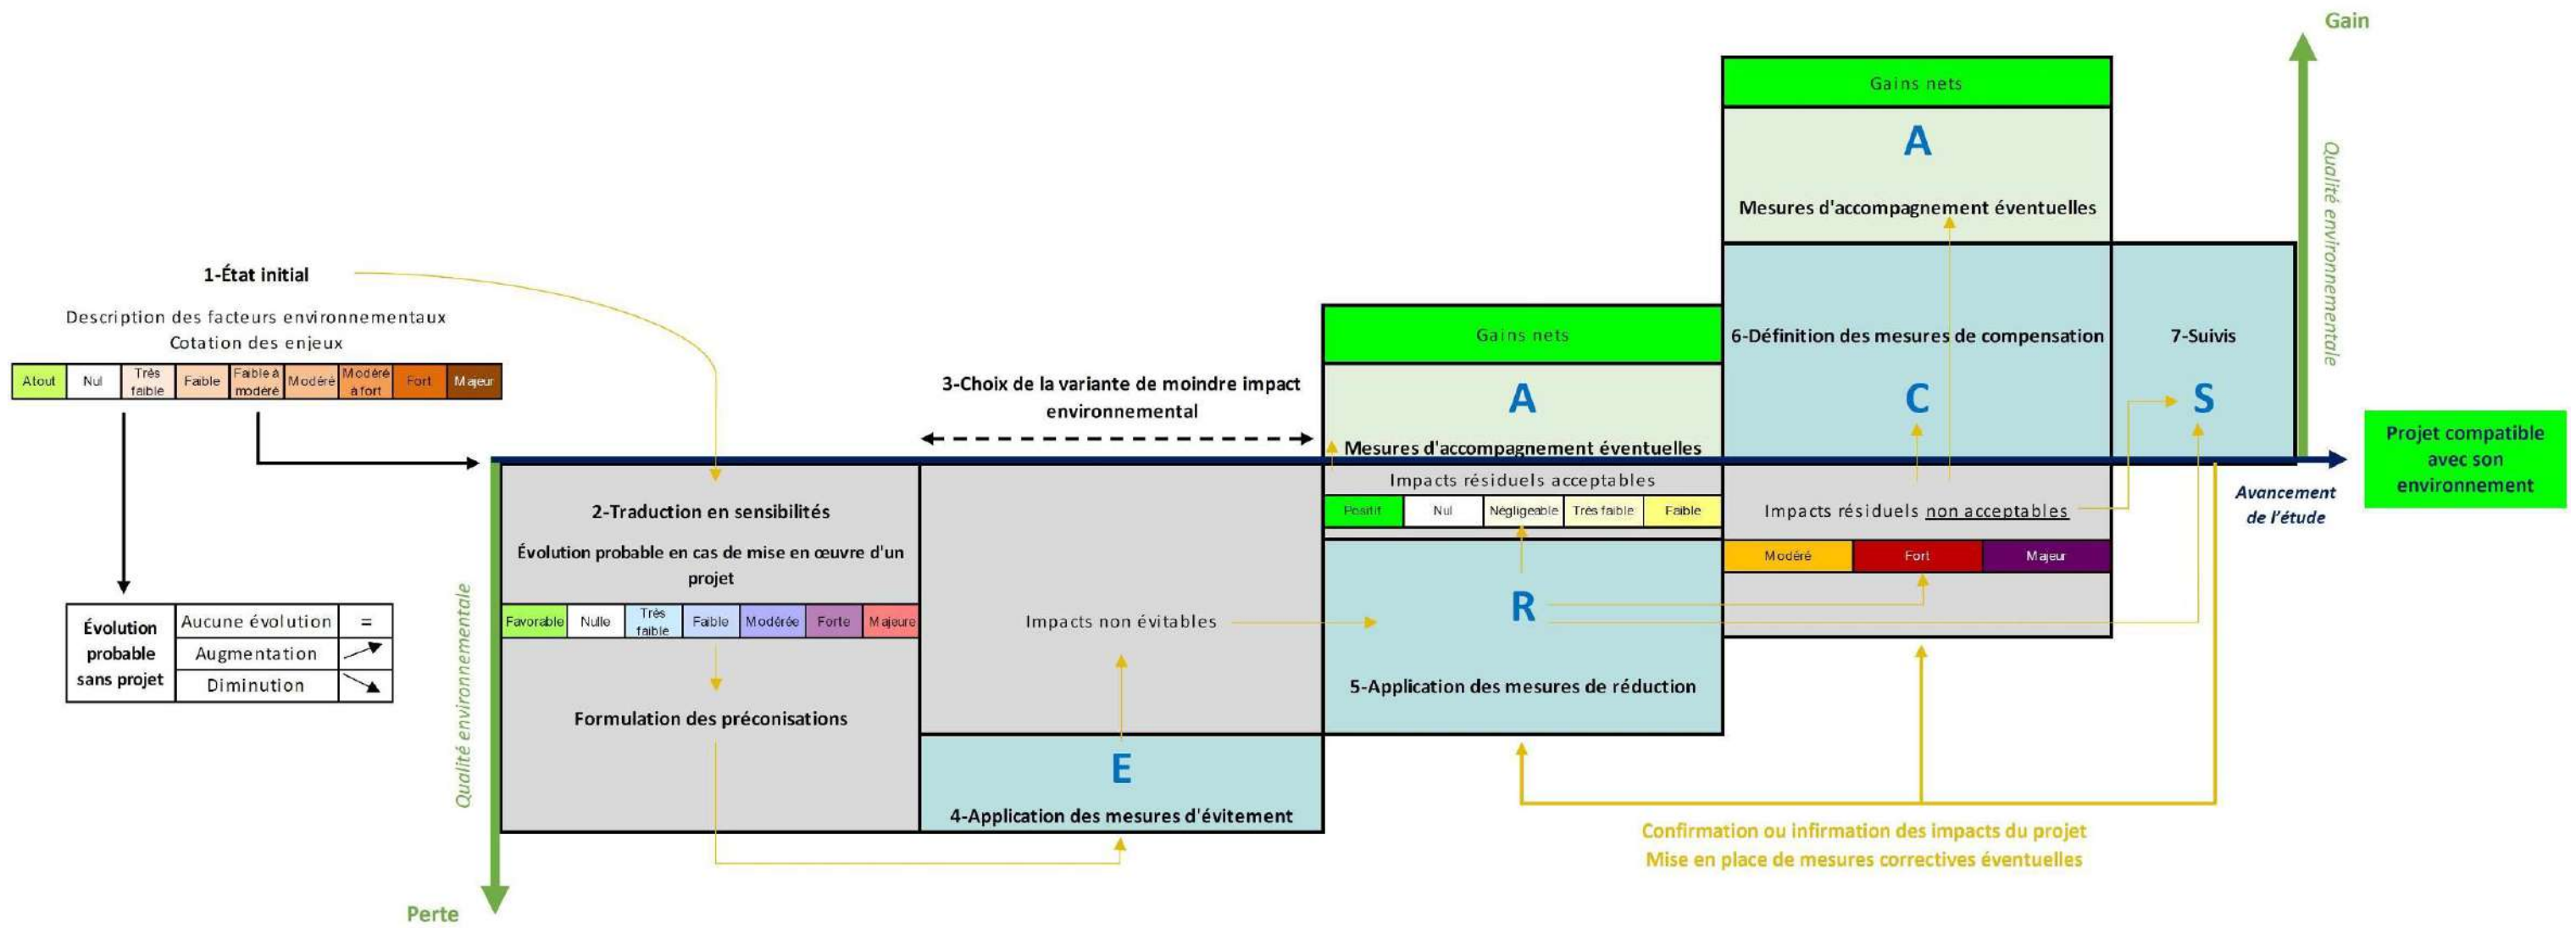 Gain
Qualité environnementale
1-État initial
Description des facteurs environnementaux
Cotation des enjeux
Atout
Nul
Très
faible
Faible
Faible à
modéré
Modéré
Modéré
à fort
Fort
Majeur
Évolution
probable
sans projet
Aucune évolution
=
Augmentation
Diminution
Qualité environnementale
Perte
2-Traduction en sensibilités
Évolution probable en cas de mise en œuvre d'un
projet
Favorable
Nulle
Très
faible
Faible
Modérée
Forte
Majeure
Formulation des préconisations
3-Choix de la variante de moindre impact
environnemental
Impacts non évitables
E
4-Application des mesures d'évitement
Gains nets
A
Mesures d'accompagnement éventuelles
Impacts résiduels acceptables
Positif
Nul
Négligeable
Très faible
Faible
R
5-Application des mesures de réduction
Gains nets
A
Mesures d'accompagnement éventuelles
6-Définition des mesures de compensation
C
Impacts résiduels non acceptables
Modéré
Fort
Majeur
7-Suivis
S
Avancement
de l'étude
Projet compatible
avec son
environnement
Confirmation ou infirmation des impacts du projet
Mise en place de mesures correctives éventuelles